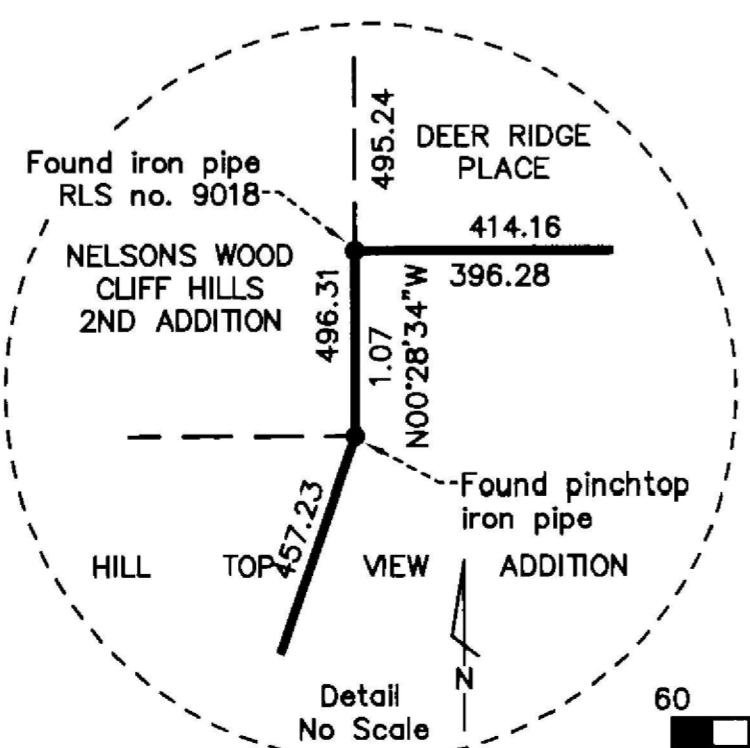 495.24
DEER RIDGE
PLACE
Found iron pipe
RLS no. 9018
414.16
NELSONS WOOD
CLIFF HILLS
2ND ADDITION
396.28
496.31
1.07
N00°28'34"W
457.23
Found pinchtop
iron pipe
HILL TOP VIEW ADDITION
N
Detail
No Scale
60